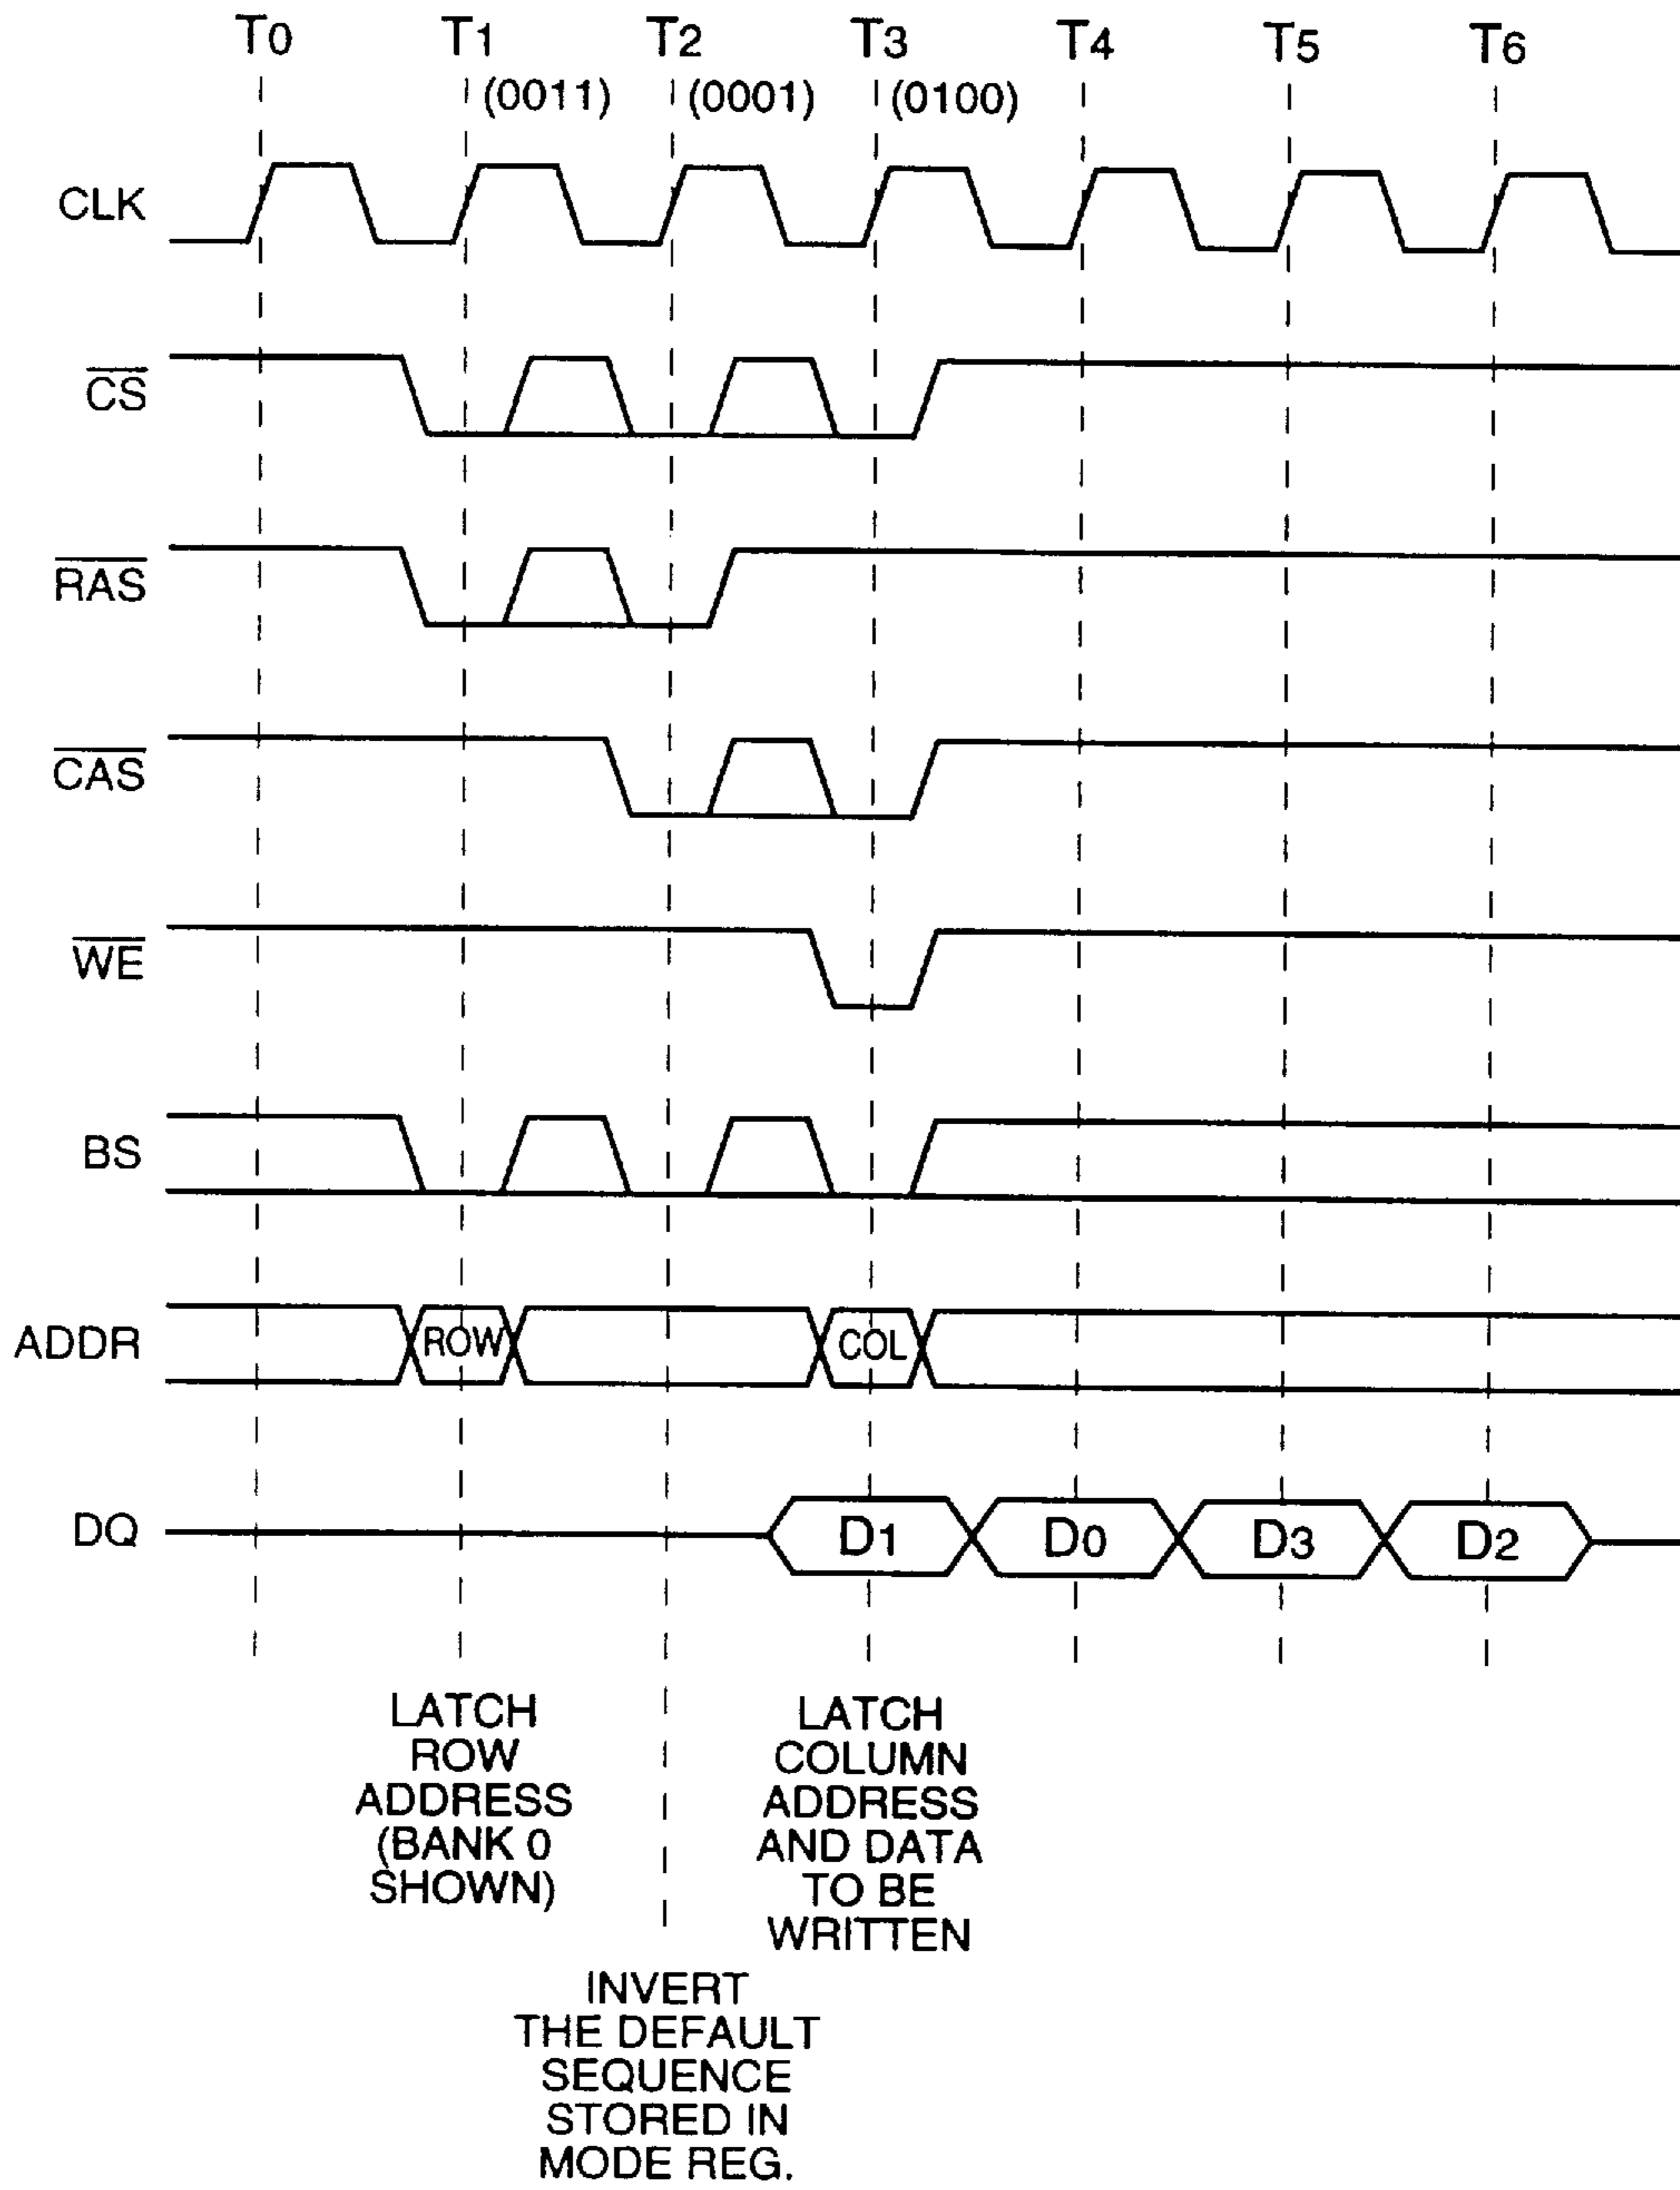 T0 T1 T2 T3 T4 T5 T6
(0011) (0001) (0100)
CLK
CS
RAS
CAS
WE
BS
ADDR ROW COL
DQ D1 D0 D3 D2
LATCH
ROW
ADDRESS
(BANK 0
SHOWN)
LATCH
COLUMN
ADDRESS
AND DATA
TO BE
WRITTEN
INVERT
THE DEFAULT
SEQUENCE
STORED IN
MODE REG.